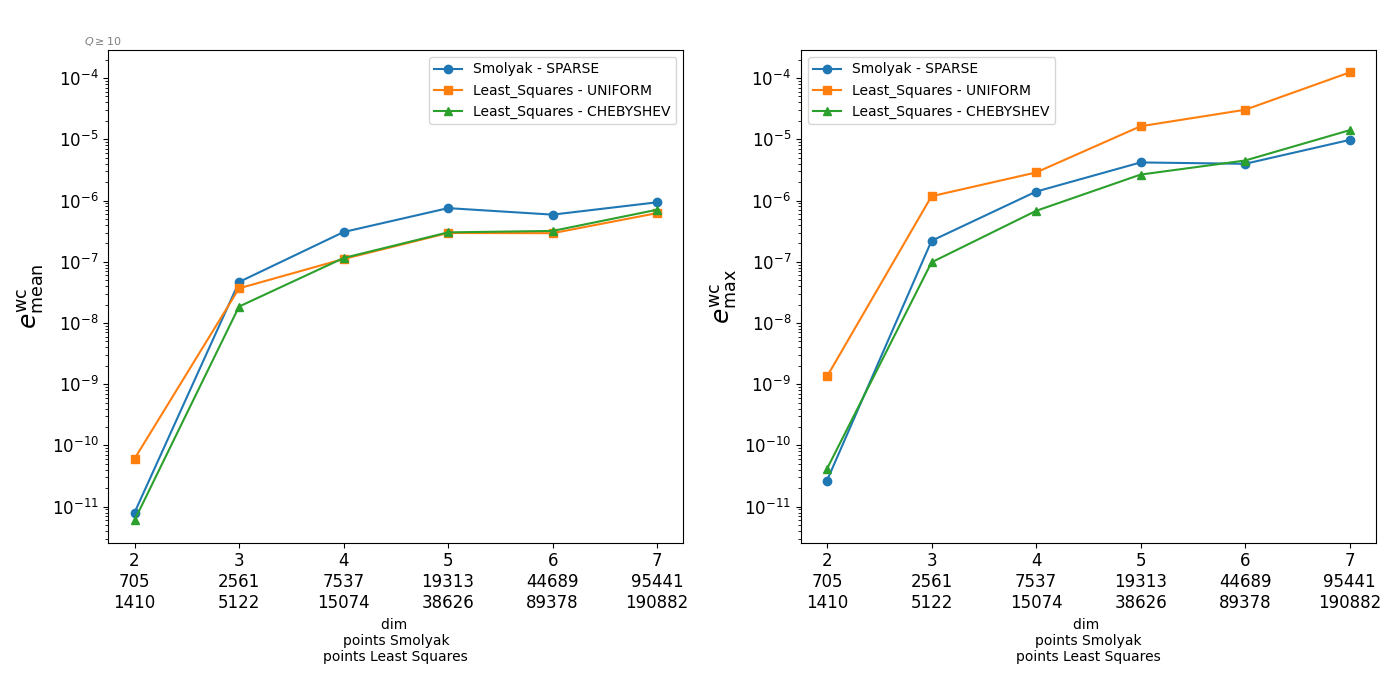 Q ≥ 10
Smolyak - SPARSE
Least_Squares - UNIFORM
Least_Squares - CHEBYSHEV
10⁻⁴
10⁻⁵
10⁻⁶
10⁻⁷
10⁻⁸
10⁻⁹
10⁻¹⁰
10⁻¹¹
e^wc_mean
2 3 4 5 6 7
705 2561 7537 19313 44689 95441
1410 5122 15074 38626 89378 190882
dim
points Smolyak
points Least Squares
Smolyak - SPARSE
Least_Squares - UNIFORM
Least_Squares - CHEBYSHEV
10⁻⁴
10⁻⁵
10⁻⁶
10⁻⁷
10⁻⁸
10⁻⁹
10⁻¹⁰
10⁻¹¹
e^wc_max
2 3 4 5 6 7
705 2561 7537 19313 44689 95441
1410 5122 15074 38626 89378 190882
dim
points Smolyak
points Least Squares